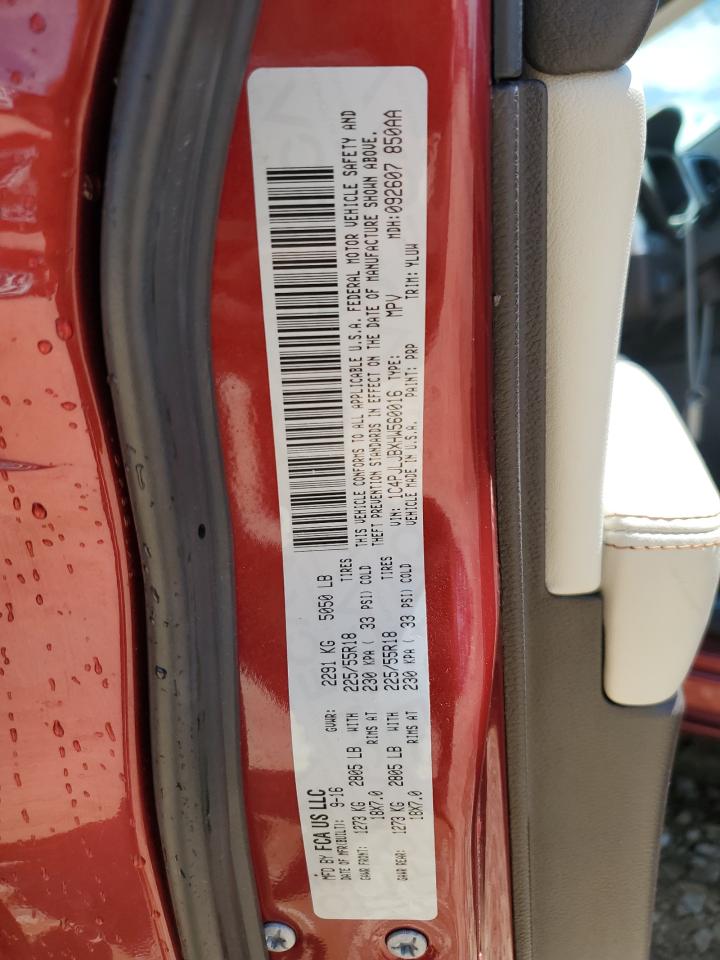 MFD BY FCA US LLC
DATE OF MFR(BUILT): 9-16 GVWR: 2291 KG 5050 LB
GAWR FRONT: 1273 KG 2805 LB WITH 225/55R18 TIRES
18X7.0 RIMS AT 230 KPA ( 33 PSI) COLD
GAWR REAR: 1273 KG 2805 LB WITH 225/55R18 TIRES
18X7.0 RIMS AT 230 KPA ( 33 PSI) COLD
THIS VEHICLE CONFORMS TO ALL APPLICABLE U.S.A. FEDERAL MOTOR VEHICLE SAFETY AND
THEFT PREVENTION STANDARDS IN EFFECT ON THE DATE OF MANUFACTURE SHOWN ABOVE.
VIN: 1C4PJLJBXHW560016 TYPE: MPV MDH:092607 850AA
VEHICLE MADE IN U.S.A. PAINT: PRP TRIM: YLUW